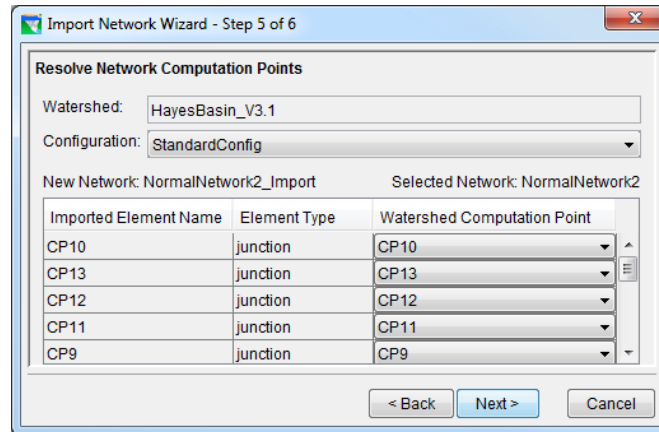 Import Network Wizard - Step 5 of 6
Resolve Network Computation Points
Watershed: HayesBasin_V3.1
Configuration: StandardConfig
New Network: NormalNetwork2_Import Selected Network: NormalNetwork2
Imported Element Name Element Type Watershed Computation Point
CP10 junction CP10
CP13 junction CP13
CP12 junction CP12
CP11 junction CP11
CP9 junction CP9
< Back Next > Cancel